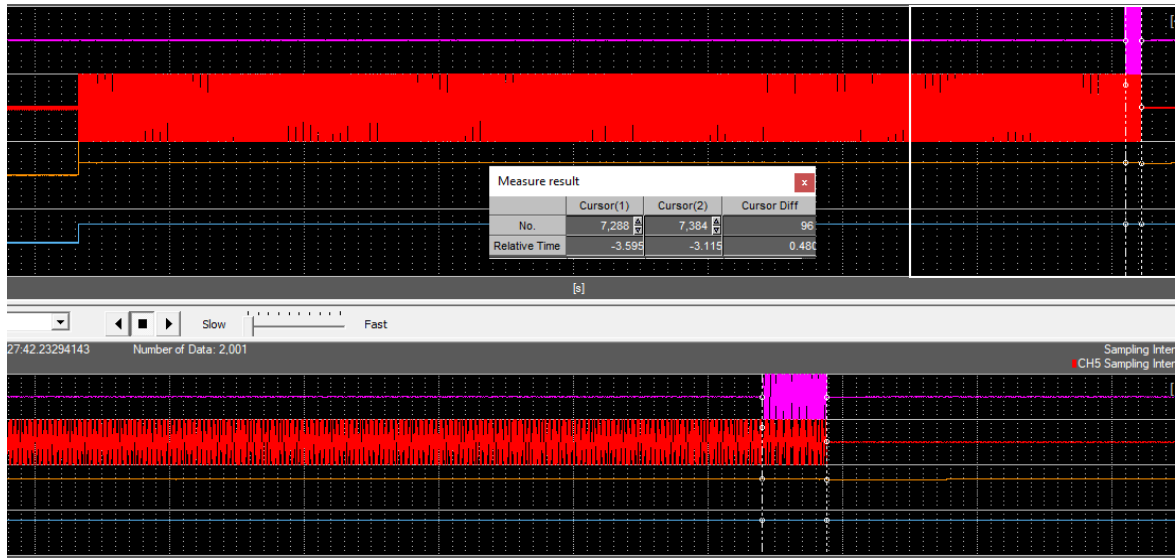 [
Measure result x
Cursor(1) Cursor(2) Cursor Diff
No. 7,288 7,384 96
Relative Time -3.595 -3.115 0.480
[s]
Slow Fast
27:42.23294143 Number of Data: 2,001 Sampling Inter
CH5 Sampling Inter
[